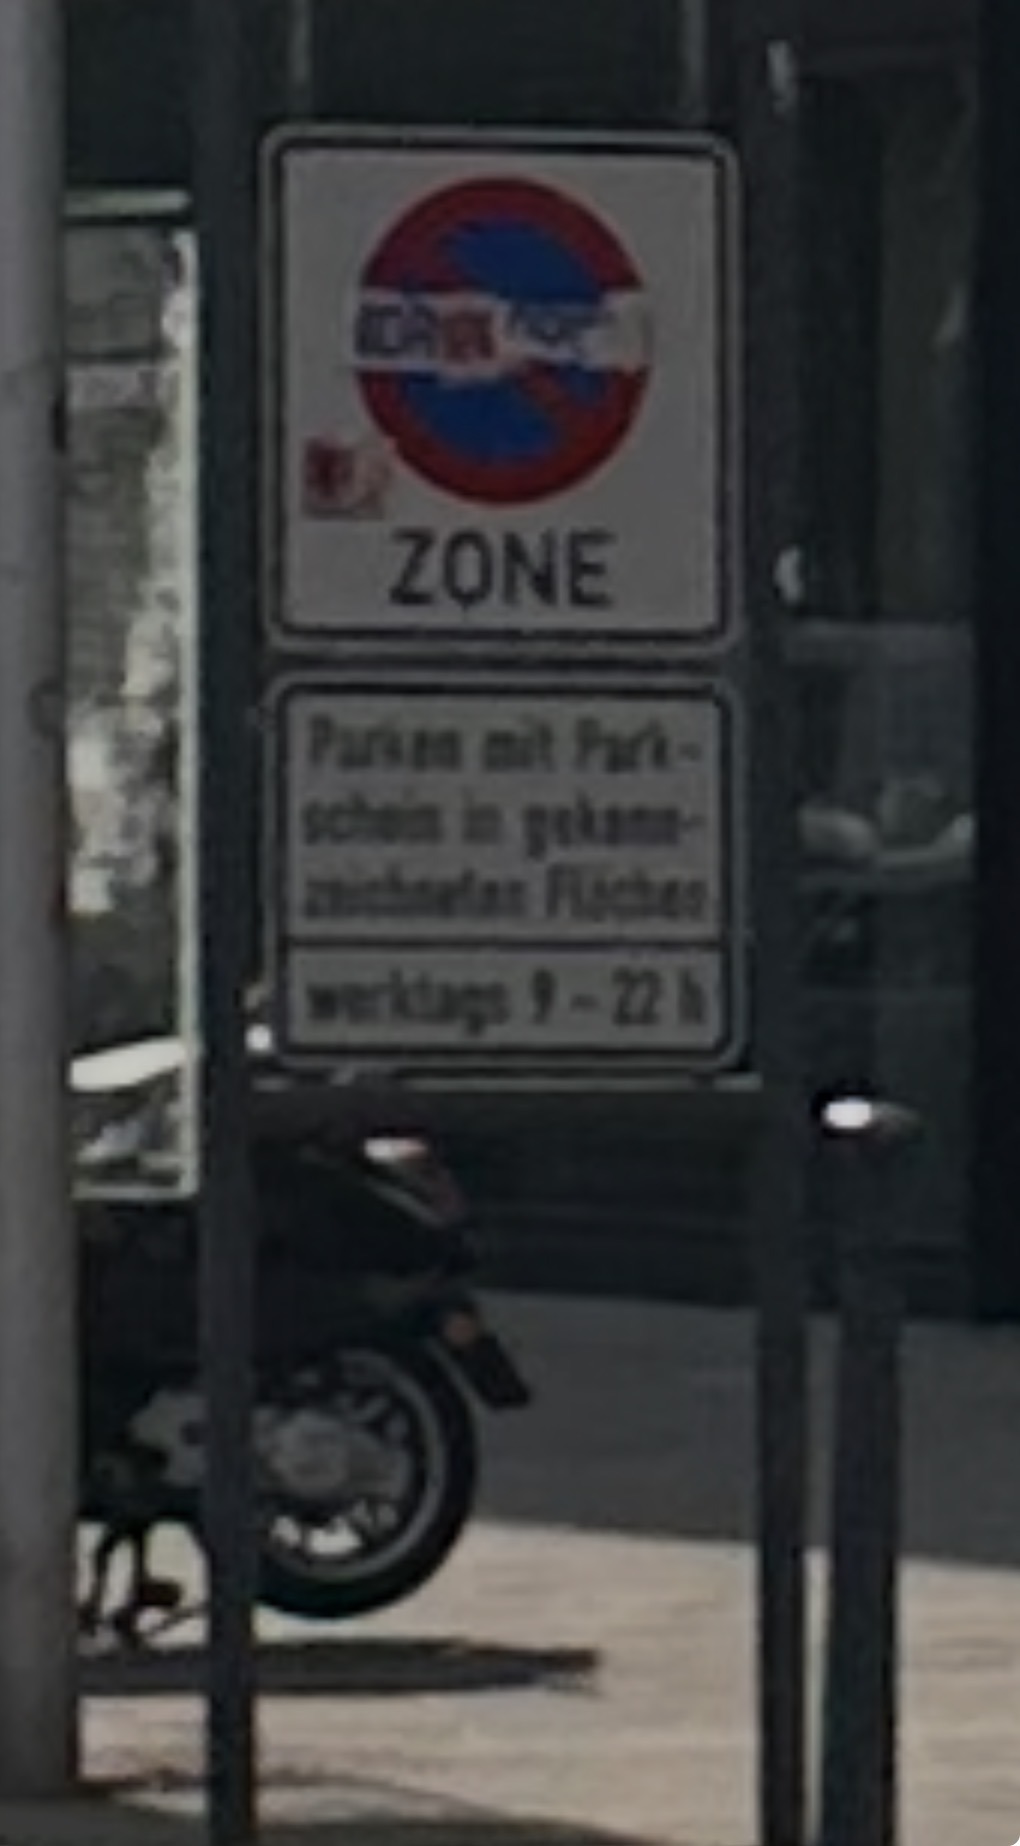 ZONE
Parken mit Park-
schein in gekenn-
zeichneten Flächen
werktags 9 - 22 h